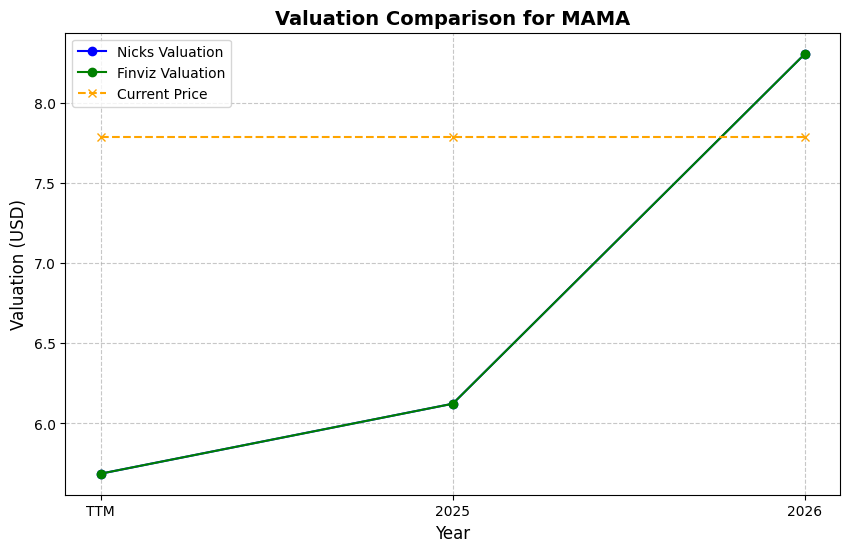 Valuation Comparison for MAMA
Nicks Valuation
Finviz Valuation
Current Price
Valuation (USD)
8.0
7.5
7.0
6.5
6.0
TTM
2025
2026
Year